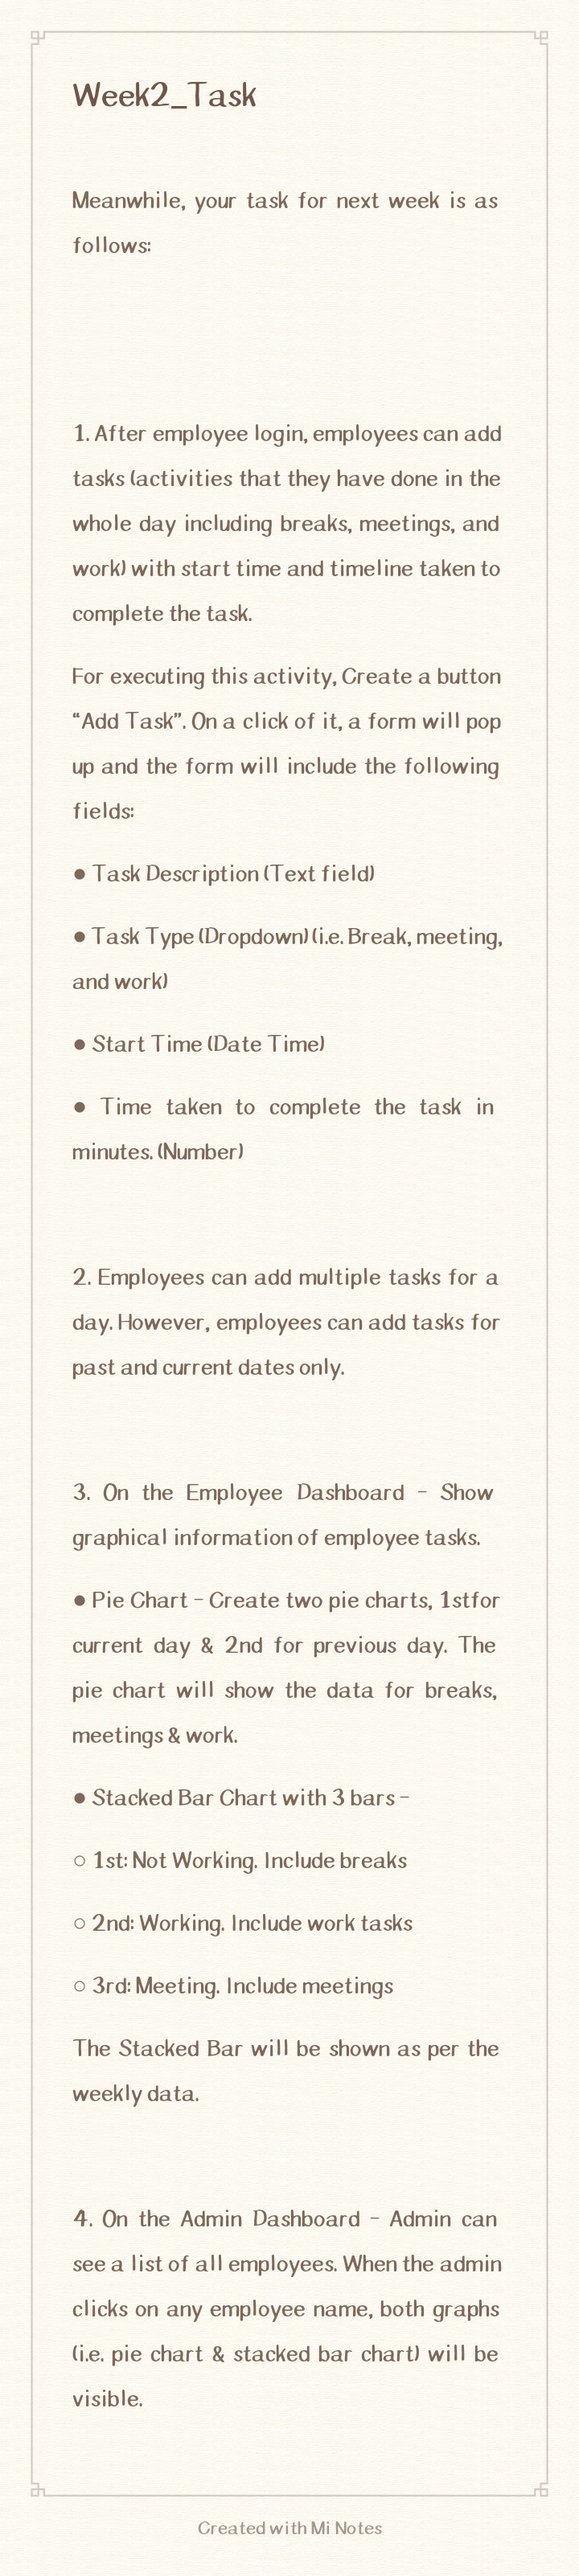 Week2_Task
Meanwhile, your task for next week is as
follows:
1. After employee login, employees can add
tasks (activities that they have done in the
whole day including breaks, meetings, and
work) with start time and timeline taken to
complete the task.
For executing this activity, Create a button
“Add Task”. On a click of it, a form will pop
up and the form will include the following
fields:
● Task Description (Text field)
● Task Type (Dropdown) (i.e. Break, meeting,
and work)
● Start Time (Date Time)
● Time taken to complete the task in
minutes. (Number)
2. Employees can add multiple tasks for a
day. However, employees can add tasks for
past and current dates only.
3. On the Employee Dashboard - Show
graphical information of employee tasks.
● Pie Chart - Create two pie charts, 1stfor
current day & 2nd for previous day. The
pie chart will show the data for breaks,
meetings & work.
● Stacked Bar Chart with 3 bars -
○ 1st: Not Working. Include breaks
○ 2nd: Working. Include work tasks
○ 3rd: Meeting. Include meetings
The Stacked Bar will be shown as per the
weekly data.
4. On the Admin Dashboard - Admin can
see a list of all employees. When the admin
clicks on any employee name, both graphs
(i.e. pie chart & stacked bar chart) will be
visible.
Created with Mi Notes